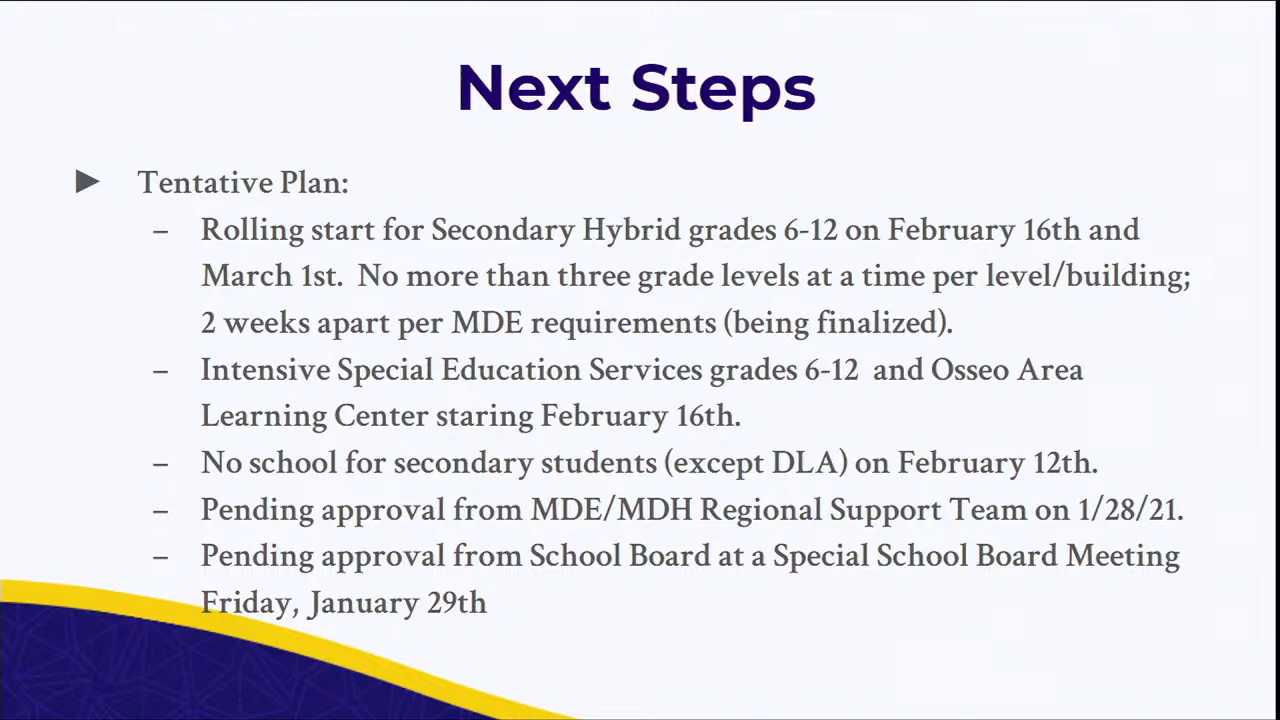 Next Steps
► Tentative Plan:
– Rolling start for Secondary Hybrid grades 6-12 on February 16th and
March 1st.  No more than three grade levels at a time per level/building;
2 weeks apart per MDE requirements (being finalized).
– Intensive Special Education Services grades 6-12  and Osseo Area
Learning Center staring February 16th.
– No school for secondary students (except DLA) on February 12th.
– Pending approval from MDE/MDH Regional Support Team on 1/28/21.
– Pending approval from School Board at a Special School Board Meeting
Friday, January 29th